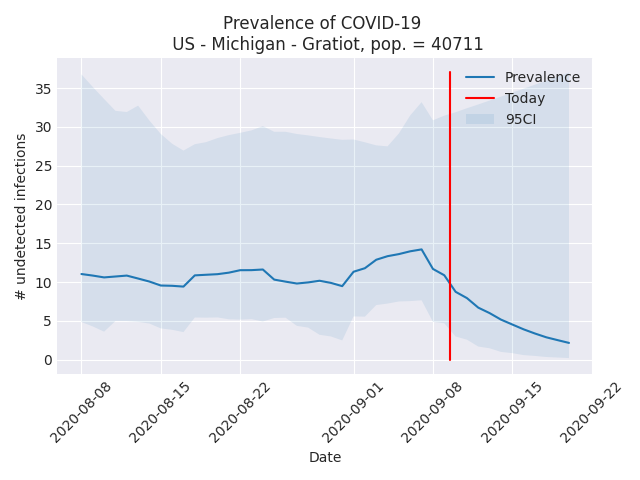 Prevalence of COVID-19
US - Michigan - Gratiot, pop. = 40711
# undetected infections
35
30
25
20
15
10
5
0
Prevalence
Today
95CI
2020-08-08
2020-08-15
2020-08-22
2020-09-01
2020-09-08
2020-09-15
2020-09-22
Date